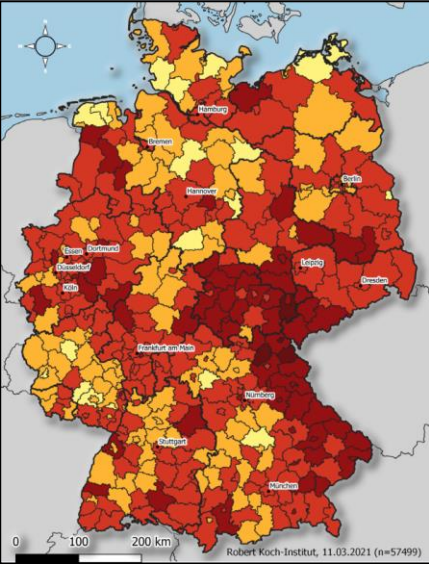 Hamburg
Bremen
Berlin
Hannover
Essen
Dortmund
Düsseldorf
Köln
Leipzig
Dresden
Frankfurt am Main
Nürnberg
Stuttgart
München
0 100 200 km
Robert Koch-Institut, 11.03.2021 (n=57499)